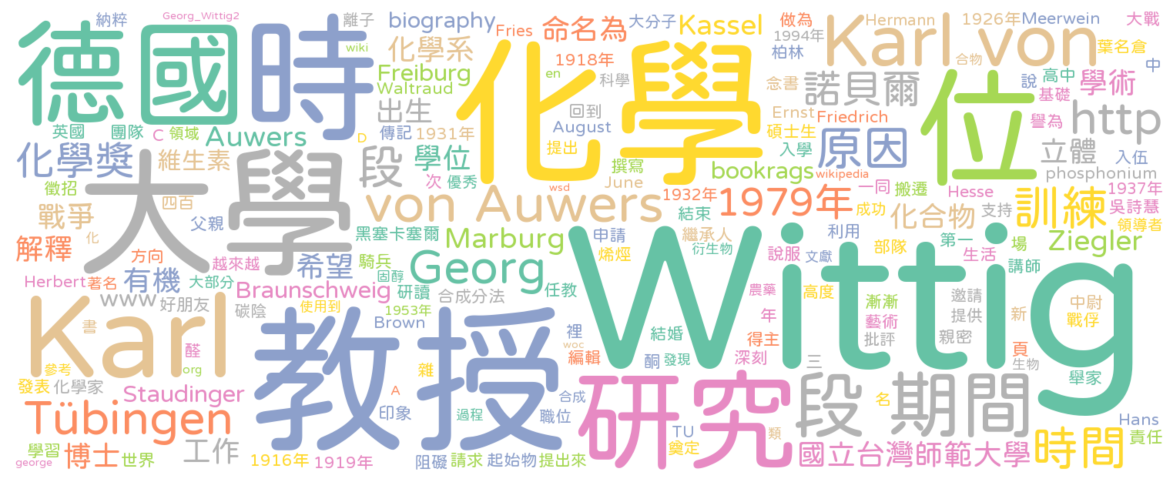 納粹
Georg_Wittig2
離子
biography
大分子
做為
Hermann
1926年
Meerwein
大戰
德國
時
wiki
化學系
Fries
命名為
Kassel
1994年
柏林
Karl von
合物
葉名倉
中
化學
1918年
Freiburg
en
科學
Waltraud
念書
諾貝爾
說
高中
基礎
學術
位
出生
回到
Ernst
Friedrich
碩士生
譽為
http
英國
團隊
C
領域
Auwers
傳記
1931年
D
August
提出
入學
原因
立體
入伍
化學獎
維生素
段
學位
撰寫
bookrags
wikipedia
phosphonium
徵招
大學
次
優秀
June
wsd
1932年
一同
搬遷
Hesse
1937年
吳詩慧
戰爭
四百
von Auwers
結束
1979年
成功
化合物
支持
訓練
領導者
父親
黑塞卡塞爾
繼承人
申請
利用
化
解釋
方向
越來越
希望
騎兵
Marburg
烯烴
衍生物
說服
文獻
部隊
第一
場
生活
Ziegler
Herbert
著名
有機
大部分
固醇
Georg
Wittig
講師
www
好朋友
Braunschweig
研讀
合成分法
任教
農藥
高度
漸漸
邀請
Karl
碳陰
使用到
1953年
Brown
裡
結婚
年
藝術
提供
新
中尉
戰俘
書
教授
woc
得主
批評
親密
頁
醛
編輯
酮
發現
深刻
三
生物
參考
org
發表
化學家
雜
舉家
Staudinger
A
研究
段
期間
名
Tübingen
印象
過程
合成
職位
類
Hans
學習
博士
世界
工作
TU
奠定
國立台灣師範大學
時間
責任
george
1916年
1919年
阻礙
請求
起始物
提出來